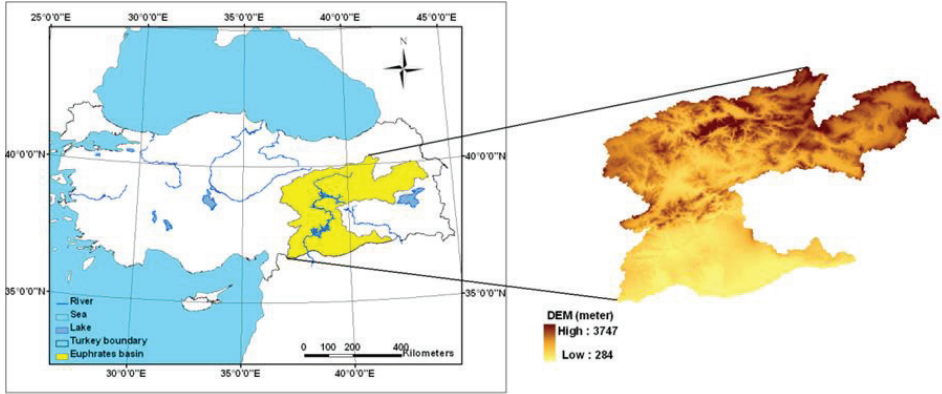 25°0'0"E 30°0'0"E 35°0'0"E 40°0'0"E 45°0'0"E
N
40°0'0"N 40°0'0"N
35°0'0"N 35°0'0"N
River
Sea
Lake
Turkey boundary
Euphrates basin
0 100 200 400
Kilometers
30°0'0"E 35°0'0"E 40°0'0"E
DEM (meter)
High : 3747
Low : 284